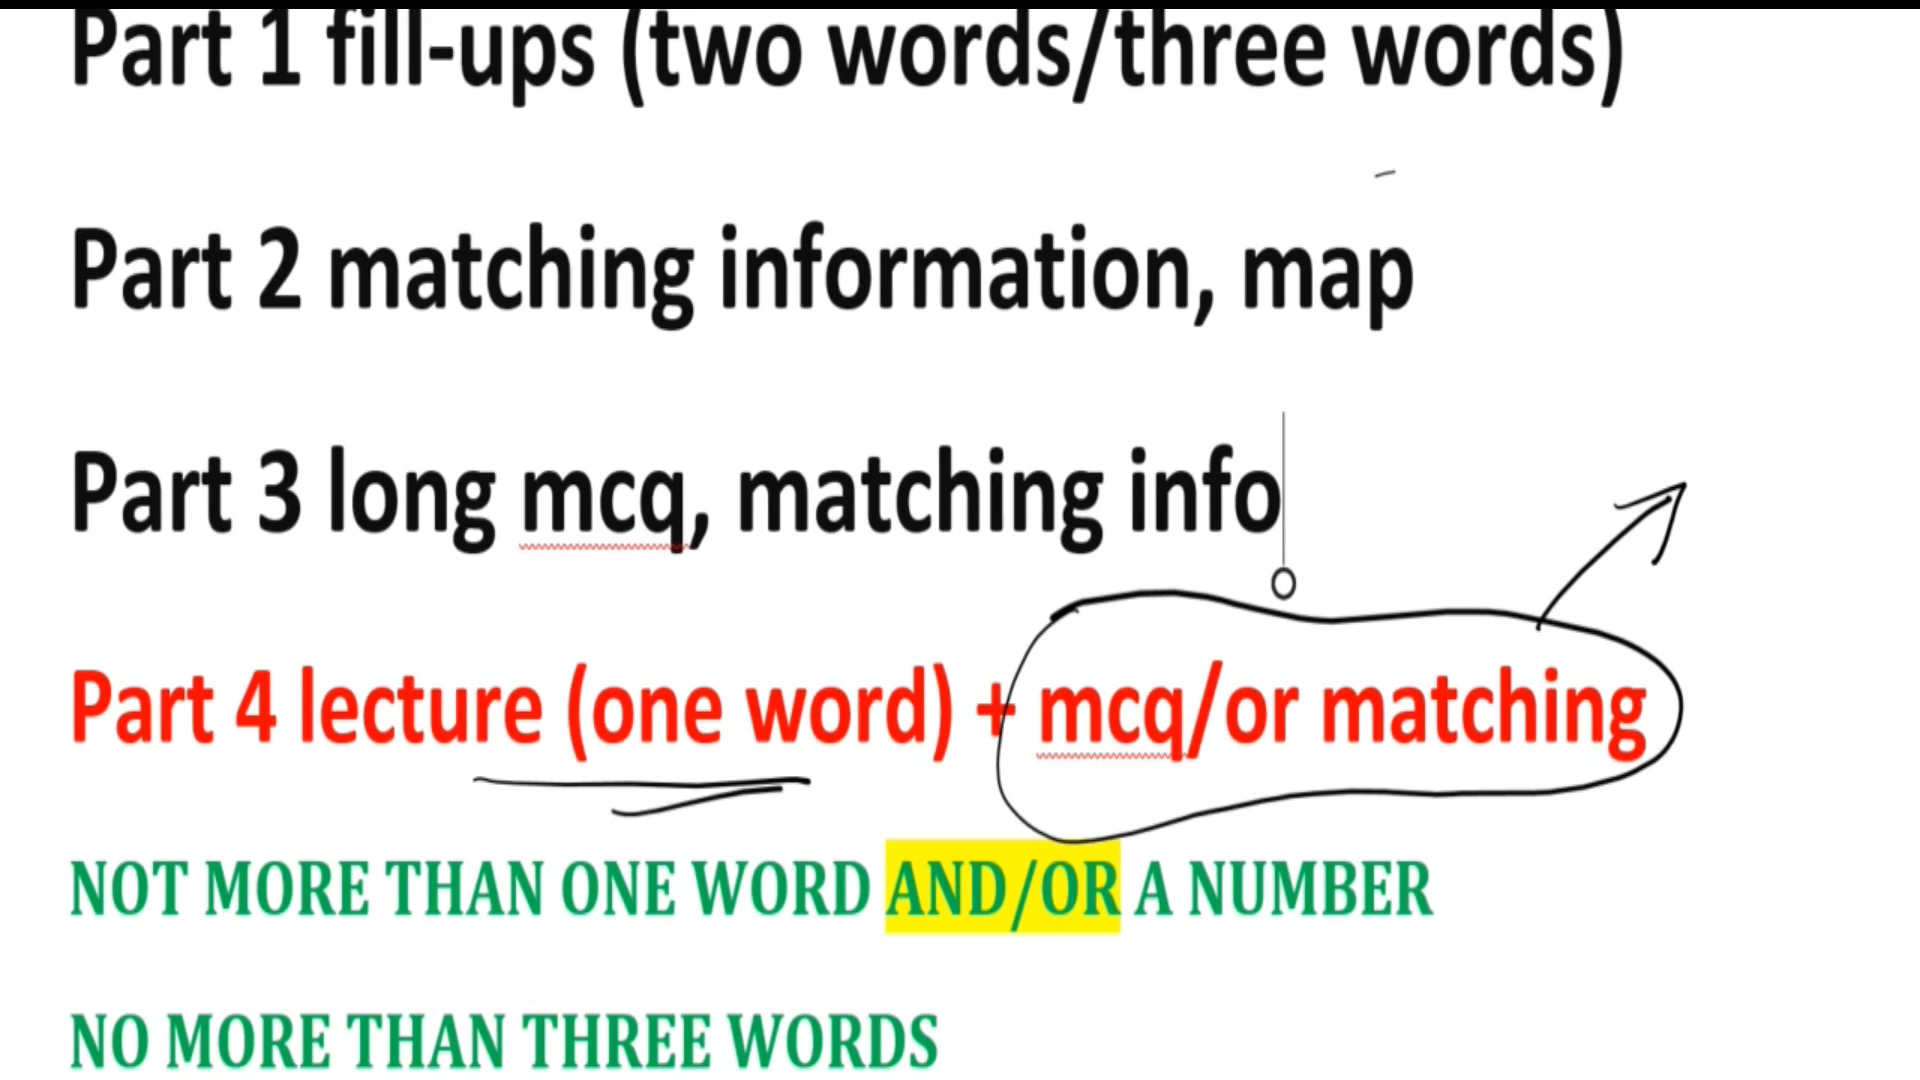 Part 1 fill-ups (two words/three words)
Part 2 matching information, map
Part 3 long mcq, matching info
Part 4 lecture (one word) + mcq/or matching
NOT MORE THAN ONE WORD AND/OR A NUMBER
NO MORE THAN THREE WORDS